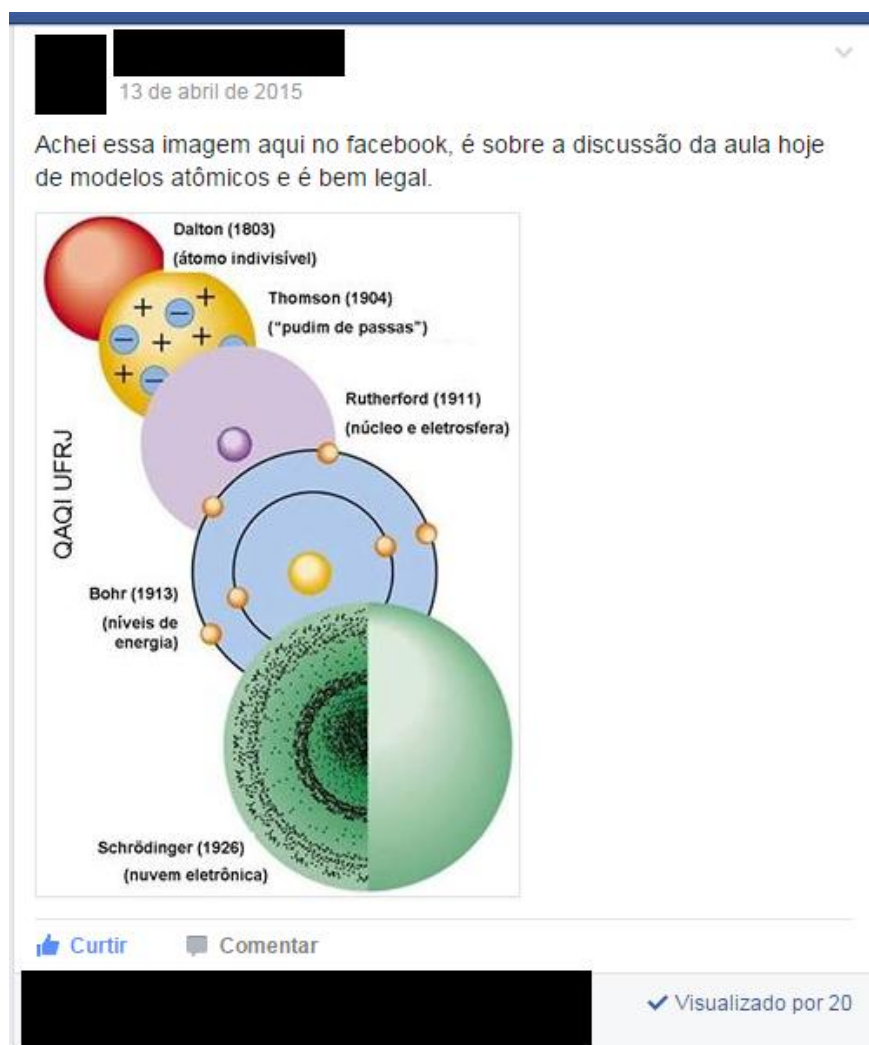 13 de abril de 2015
Achei essa imagem aqui no facebook, é sobre a discussão da aula hoje
de modelos atômicos e é bem legal.
Dalton (1803)
(átomo indivisível)
Thomson (1904)
("pudim de passas")
Rutherford (1911)
(núcleo e eletrosfera)
QAQI UFRJ
Bohr (1913)
(níveis de
energia)
Schrödinger (1926)
(nuvem eletrônica)
Curtir
Comentar
Visualizado por 20